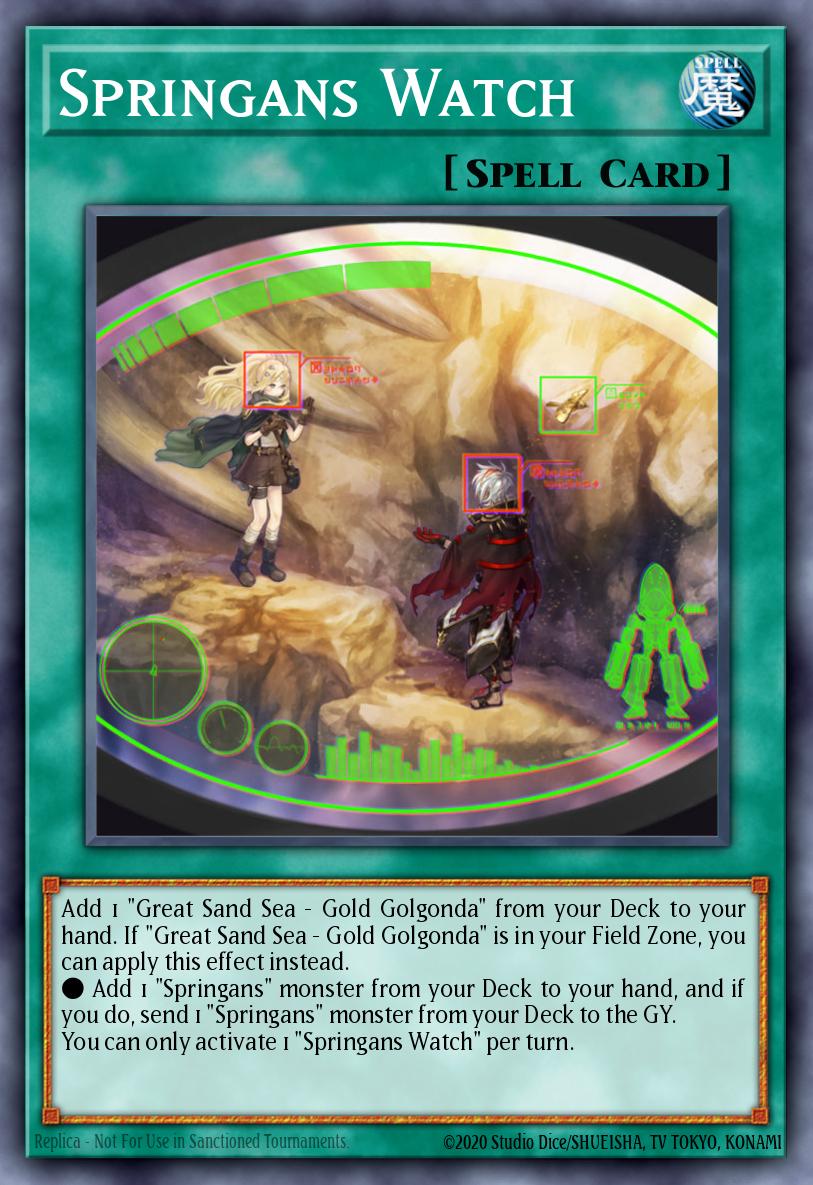 Springans Watch
SPELL
魔
[Spell Card]
Add 1 "Great Sand Sea - Gold Golgonda" from your Deck to your
hand. If "Great Sand Sea - Gold Golgonda" is in your Field Zone, you
can apply this effect instead.
● Add 1 "Springans" monster from your Deck to your hand, and if
you do, send 1 "Springans" monster from your Deck to the GY.
You can only activate 1 "Springans Watch" per turn.
Replica - Not For Use in Sanctioned Tournaments.
©2020 Studio Dice/SHUEISHA, TV TOKYO, KONAMI